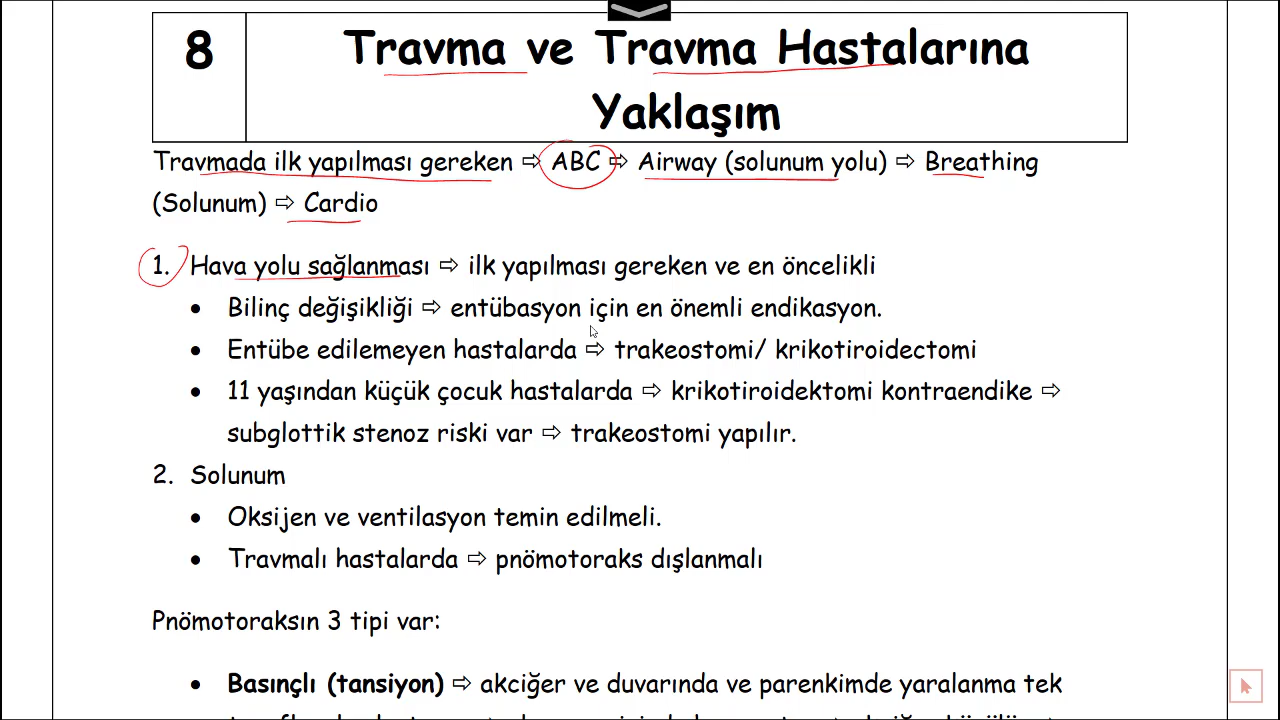 8
Travma ve Travma Hastalarına
Yaklaşım
Travmada ilk yapılması gereken ⇨ ABC ⇨ Airway (solunum yolu) ⇨ Breathing
(Solunum) ⇨ Cardio
1. Hava yolu sağlanması ⇨ ilk yapılması gereken ve en öncelikli
• Bilinç değişikliği ⇨ entübasyon için en önemli endikasyon.
• Entübe edilemeyen hastalarda ⇨ trakeostomi/ krikotiroidectomi
• 11 yaşından küçük çocuk hastalarda ⇨ krikotiroidektomi kontraendike ⇨
subglottik stenoz riski var ⇨ trakeostomi yapılır.
2. Solunum
• Oksijen ve ventilasyon temin edilmeli.
• Travmalı hastalarda ⇨ pnömotoraks dışlanmalı
Pnömotoraksın 3 tipi var:
• Basınçlı (tansiyon) ⇨ akciğer ve duvarında ve parenkimde yaralanma tek